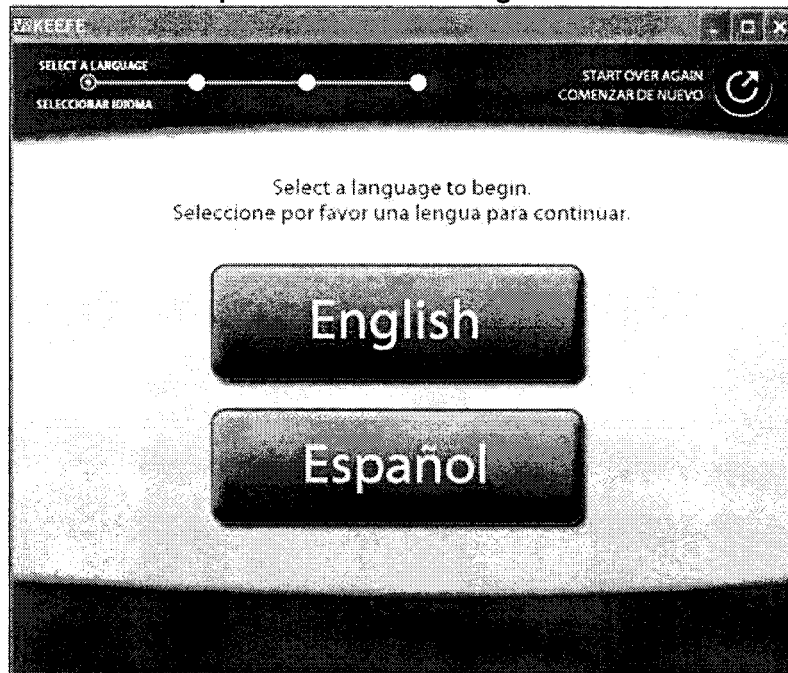 KEEFE
SELECT A LANGUAGE
SELECCIONAR IDIOMA
START OVER AGAIN
COMENZAR DE NUEVO
Select a language to begin.
Seleccione por favor una lengua para continuar.
English
Español